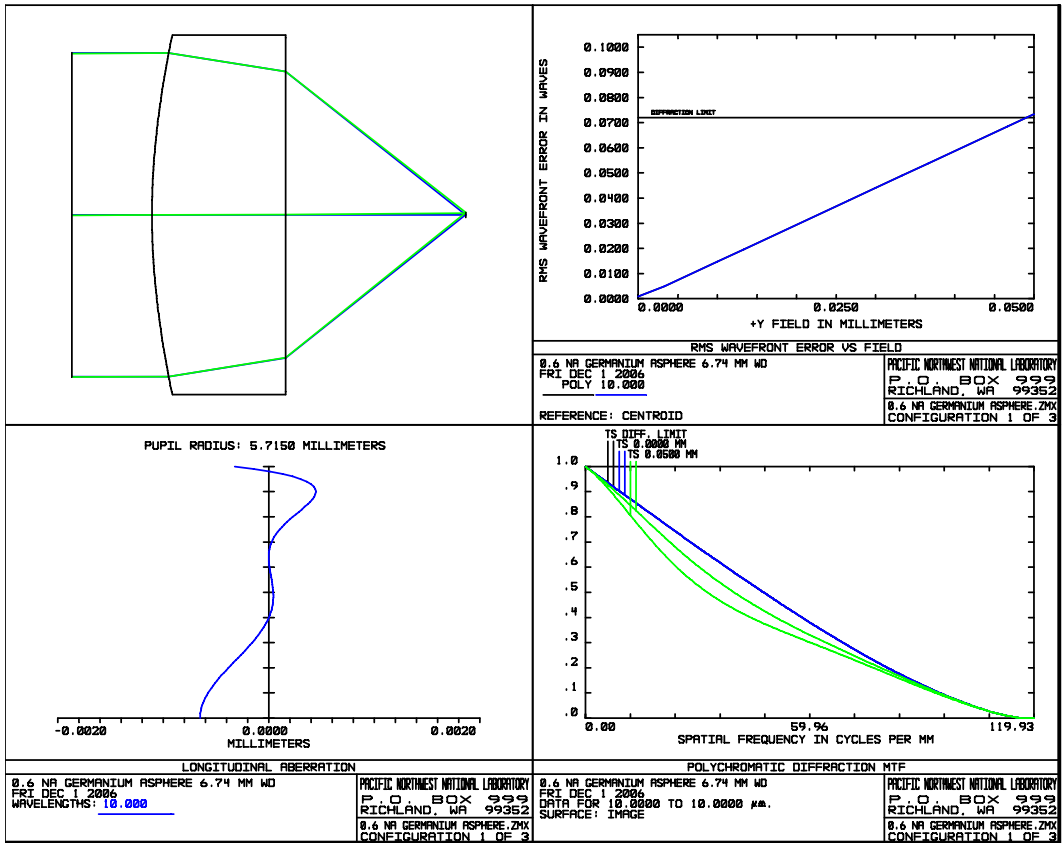 RMS WAVEFRONT ERROR IN WAVES
0.1000
0.0900
0.0800
DIFFRACTION LIMIT
0.0700
0.0600
0.0500
0.0400
0.0300
0.0200
0.0100
0.0000
0.0000 0.0250 0.0500
+Y FIELD IN MILLIMETERS
RMS WAVEFRONT ERROR VS FIELD
0.6 NA GERMANIUM ASPHERE 6.74 MM WD
FRI DEC 1 2006
POLY 10.000
REFERENCE: CENTROID
PACIFIC NORTHWEST NATIONAL LABORATORY
P.O. BOX 999
RICHLAND, WA 99352
0.6 NA GERMANIUM ASPHERE.ZMX
CONFIGURATION 1 OF 3
PUPIL RADIUS: 5.7150 MILLIMETERS
-0.0020 0.0000 0.0020
MILLIMETERS
LONGITUDINAL ABERRATION
0.6 NA GERMANIUM ASPHERE 6.74 MM WD
FRI DEC 1 2006
WAVELENGTHS: 10.000
PACIFIC NORTHWEST NATIONAL LABORATORY
P.O. BOX 999
RICHLAND, WA 99352
0.6 NA GERMANIUM ASPHERE.ZMX
CONFIGURATION 1 OF 3
TS DIFF. LIMIT
TS 0.0000 MM
TS 0.0500 MM
1.0
.9
.8
.7
.6
.5
.4
.3
.2
.1
.0
0.00 59.96 119.93
SPATIAL FREQUENCY IN CYCLES PER MM
POLYCHROMATIC DIFFRACTION MTF
0.6 NA GERMANIUM ASPHERE 6.74 MM WD
FRI DEC 1 2006
DATA FOR 10.0000 TO 10.0000 µm.
SURFACE: IMAGE
PACIFIC NORTHWEST NATIONAL LABORATORY
P.O. BOX 999
RICHLAND, WA 99352
0.6 NA GERMANIUM ASPHERE.ZMX
CONFIGURATION 1 OF 3